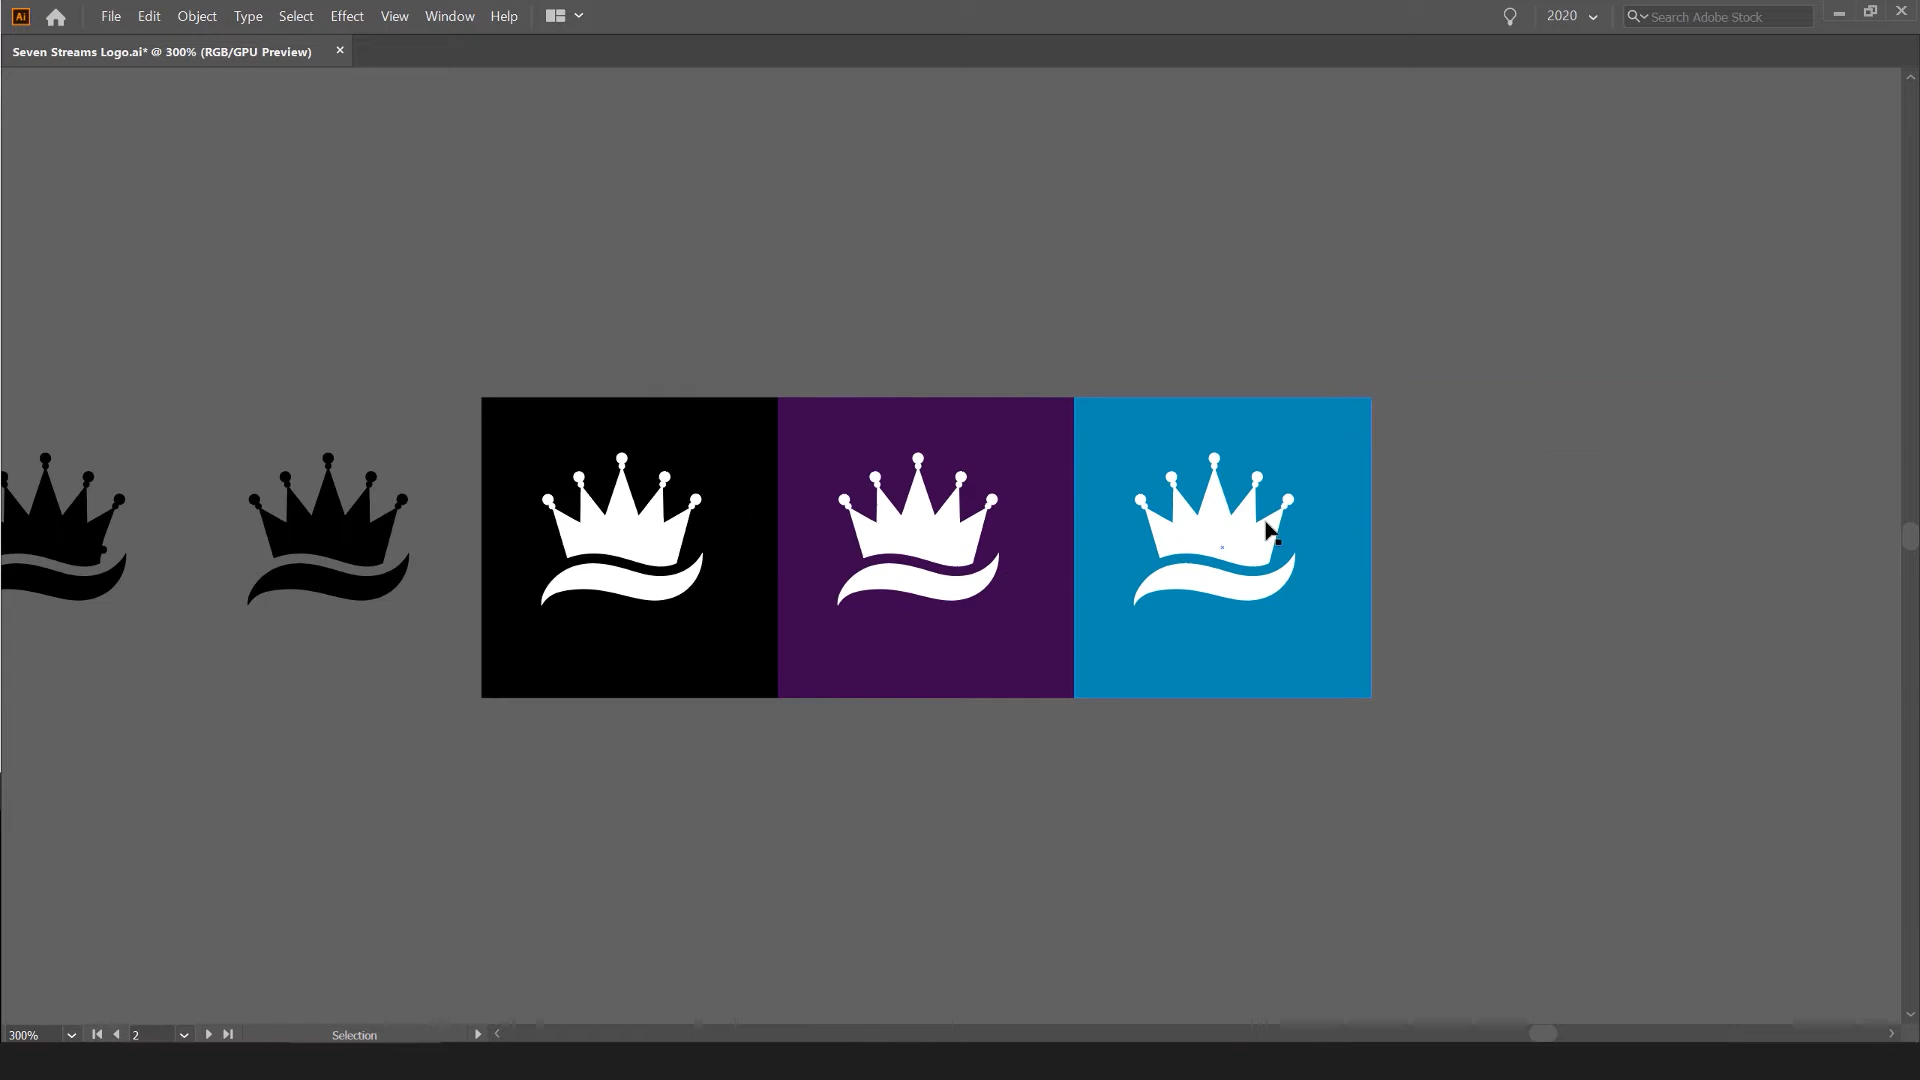 Ai File Edit Object Type Select Effect View Window Help 2020 Search Adobe Stock
Seven Streams Logo.ai* @ 300% (RGB/GPU Preview)
300% 2 Selection